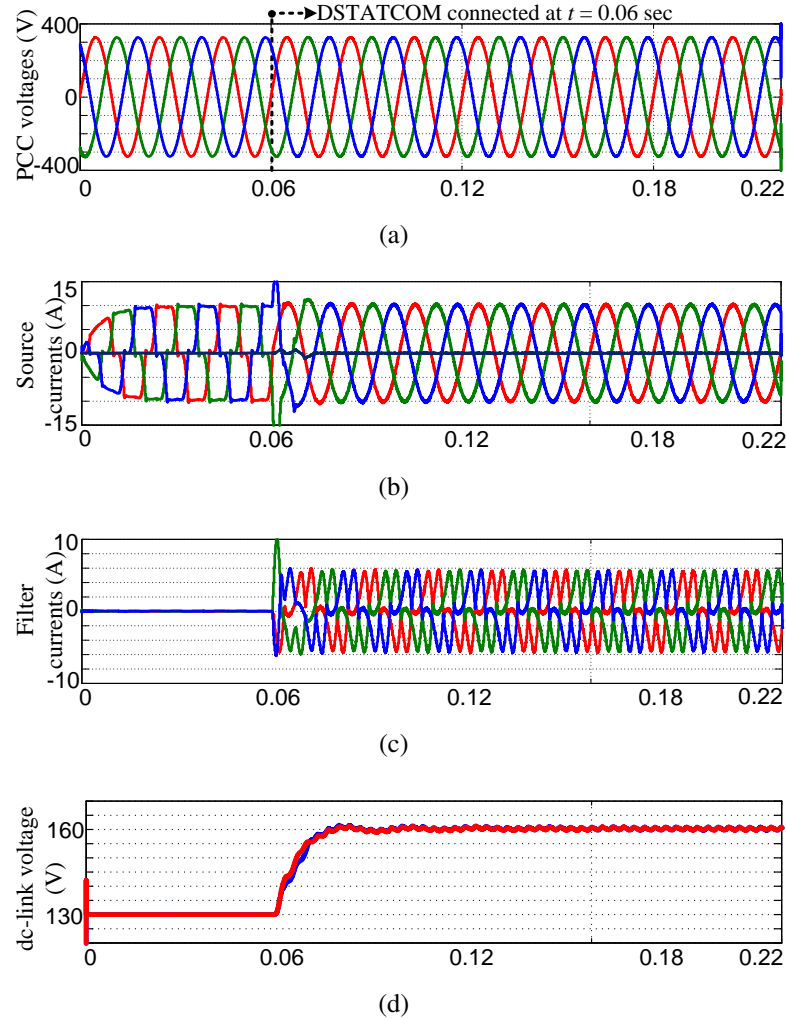 DSTATCOM connected at t = 0.06 sec
PCC voltages (V)
400
0
-400
0
0.06
0.12
0.18
0.22
(a)
Source
currents (A)
15
0
-15
0
0.06
0.12
0.18
0.22
(b)
Filter
currents (A)
10
0
-10
0
0.06
0.12
0.18
0.22
(c)
dc-link voltage
(V)
160
130
0
0.06
0.12
0.18
0.22
(d)